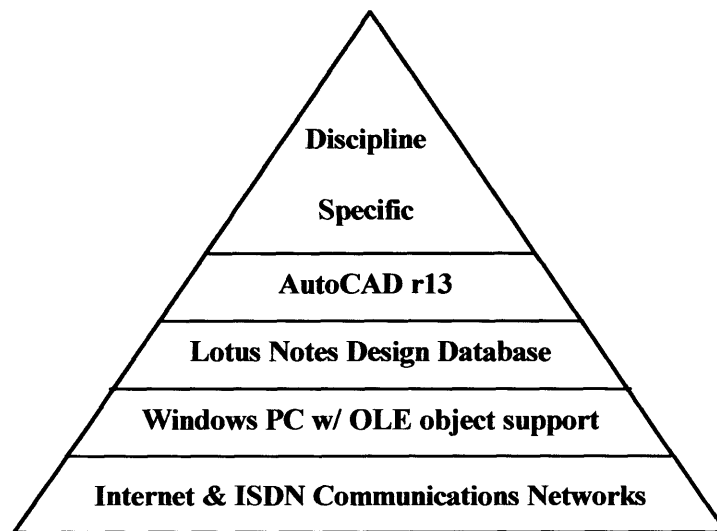 Discipline
Specific
AutoCAD r13
Lotus Notes Design Database
Windows PC w/ OLE object support
Internet & ISDN Communications Networks